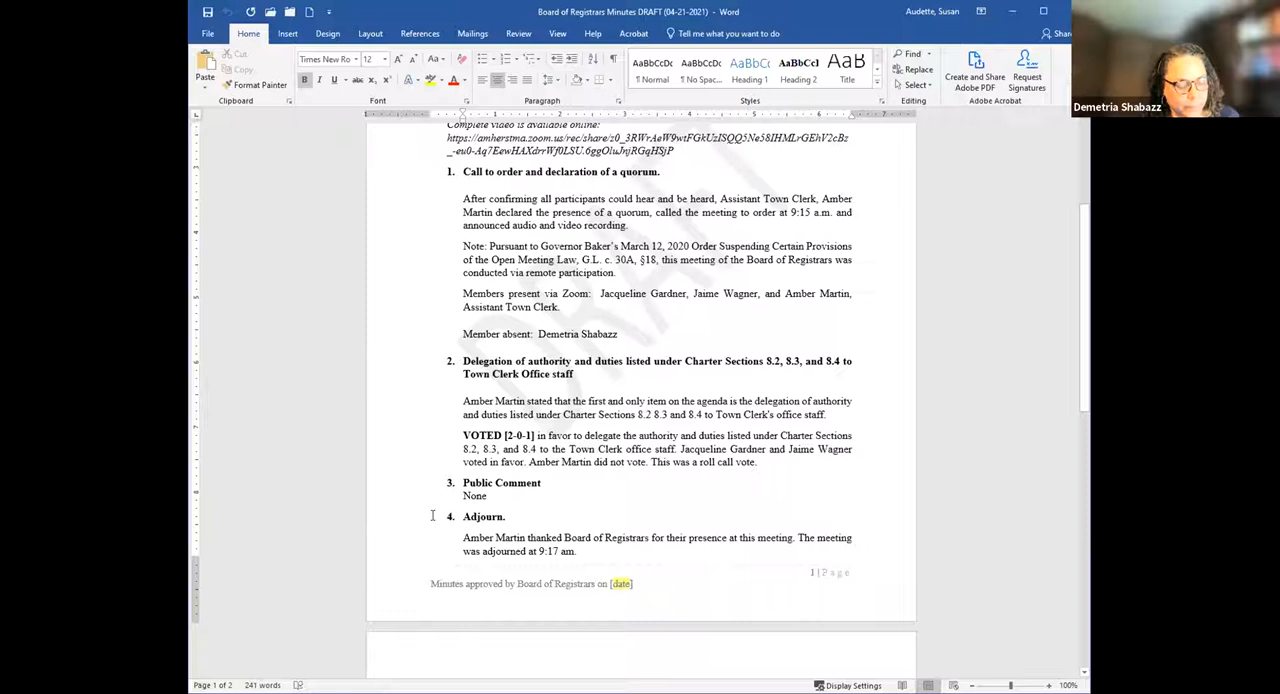 Board of Registrars Minutes DRAFT (04-21-2021) - Word
Audette, Susan
File Home Insert Design Layout References Mailings Review View Help Acrobat Tell me what you want to do Share
Paste
Cut
Copy
Format Painter
Clipboard
Times New Ro 12
Font
Paragraph
AaBbCcDc AaBbCcDc AaBbCc AaBbCcI AaB
¶ Normal ¶ No Spac... Heading 1 Heading 2 Title
Styles
Find
Replace
Select
Editing
Create and Share Adobe PDF
Request Signatures
Adobe Acrobat
Demetria Shabazz
Complete video is available online:
DRAFT
1. Call to order and declaration of a quorum.
After confirming all participants could hear and be heard, Assistant Town Clerk, Amber
Martin declared the presence of a quorum, called the meeting to order at 9:15 a.m. and
announced audio and video recording.
Note: Pursuant to Governor Baker's March 12, 2020 Order Suspending Certain Provisions
of the Open Meeting Law, G.L. c. 30A, §18, this meeting of the Board of Registrars was
conducted via remote participation.
Members present via Zoom: Jacqueline Gardner, Jaime Wagner, and Amber Martin,
Assistant Town Clerk.
Member absent: Demetria Shabazz
2. Delegation of authority and duties listed under Charter Sections 8.2, 8.3, and 8.4 to
Town Clerk Office staff
Amber Martin stated that the first and only item on the agenda is the delegation of authority
and duties listed under Charter Sections 8.2 8.3 and 8.4 to Town Clerk's office staff.
VOTED [2-0-1] in favor to delegate the authority and duties listed under Charter Sections
8.2, 8.3, and 8.4 to the Town Clerk office staff. Jacqueline Gardner and Jaime Wagner
voted in favor. Amber Martin did not vote. This was a roll call vote.
3. Public Comment
None
4. Adjourn.
Amber Martin thanked Board of Registrars for their presence at this meeting. The meeting
was adjourned at 9:17 am.
1 | Page
Minutes approved by Board of Registrars on [date]
Page 1 of 2 241 words
Display Settings
100%